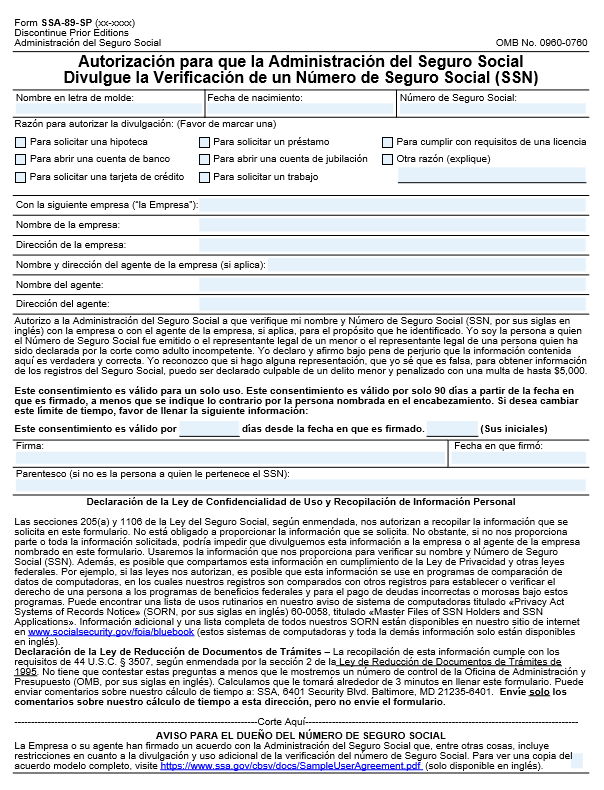 Form SSA-89-SP (xx-xxxx)
Discontinue Prior Editions
Administración del Seguro Social
OMB No. 0960-0760
Autorización para que la Administración del Seguro Social
Divulgue la Verificación de un Número de Seguro Social (SSN)
Nombre en letra de molde: Fecha de nacimiento: Número de Seguro Social:
Razón para autorizar la divulgación: (Favor de marcar una)
Para solicitar una hipoteca Para solicitar un préstamo Para cumplir con requisitos de una licencia
Para abrir una cuenta de banco Para abrir una cuenta de jubilación Otra razón (explique)
Para solicitar una tarjeta de crédito Para solicitar un trabajo
Con la siguiente empresa ("la Empresa"):
Nombre de la empresa:
Dirección de la empresa:
Nombre y dirección del agente de la empresa (si aplica):
Nombre del agente:
Dirección del agente:
Autorizo a la Administración del Seguro Social a que verifique mi nombre y Número de Seguro Social (SSN, por sus siglas en
inglés) con la empresa o con el agente de la empresa, si aplica, para el propósito que he identificado. Yo soy la persona a quien
el Número de Seguro Social fue emitido o el representante legal de un menor o el representante legal de una persona quien ha
sido declarada por la corte como adulto incompetente. Yo declaro y afirmo bajo pena de perjurio que la información contenida
aquí es verdadera y correcta. Yo reconozco que si hago alguna representación, que yo sé que es falsa, para obtener información
de los registros del Seguro Social, puedo ser declarado culpable de un delito menor y penalizado con una multa de hasta $5,000.
Este consentimiento es válido para un solo uso. Este consentimiento es válido por solo 90 días a partir de la fecha en
que es firmado, a menos que se indique lo contrario por la persona nombrada en el encabezamiento. Si desea cambiar
este límite de tiempo, favor de llenar la siguiente información:
Este consentimiento es válido por días desde la fecha en que es firmado. (Sus iniciales)
Firma: Fecha en que firmó:
Parentesco (si no es la persona a quien le pertenece el SSN):
Declaración de la Ley de Confidencialidad de Uso y Recopilación de Información Personal
Las secciones 205(a) y 1106 de la Ley del Seguro Social, según enmendada, nos autorizan a recopilar la información que se
solicita en este formulario. No está obligado a proporcionar la información que se solicita. No obstante, si no nos proporciona
parte o toda la información solicitada, podría impedir que divulguemos esta información a la empresa o al agente de la empresa
nombrado en este formulario. Usaremos la información que nos proporciona para verificar su nombre y Número de Seguro
Social (SSN). Además, es posible que compartamos esta información en cumplimiento de la Ley de Privacidad y otras leyes
federales. Por ejemplo, si las leyes nos autorizan, es posible que esta información se use en programas de comparación de
datos de computadoras, en los cuales nuestros registros son comparados con otros registros para establecer o verificar el
derecho de una persona a los programas de beneficios federales y para el pago de deudas incorrectas o morosas bajo estos
programas. Puede encontrar una lista de usos rutinarios en nuestro aviso de sistema de computadoras titulado «Privacy Act
Systems of Records Notice» (SORN, por sus siglas en inglés) 60-0058, titulado «Master Files of SSN Holders and SSN
Applications». Información adicional y una lista completa de todos nuestros SORN están disponibles en nuestro sitio de internet
en www.socialsecurity.gov/foia/bluebook (estos sistemas de computadoras y toda la demás información solo están disponibles
en inglés).
Declaración de la Ley de Reducción de Documentos de Trámites – La recopilación de esta información cumple con los
requisitos de 44 U.S.C. § 3507, según enmendada por la sección 2 de la Ley de Reducción de Documentos de Trámites de
1995. No tiene que contestar estas preguntas a menos que le mostremos un número de control de la Oficina de Administración y
Presupuesto (OMB, por sus siglas en inglés). Calculamos que le tomará alrededor de 3 minutos en llenar este formulario. Puede
enviar comentarios sobre nuestro cálculo de tiempo a: SSA, 6401 Security Blvd. Baltimore, MD 21235-6401. Envíe solo los
comentarios sobre nuestro cálculo de tiempo a esta dirección, pero no envíe el formulario.
Corte Aquí
AVISO PARA EL DUEÑO DEL NÚMERO DE SEGURO SOCIAL
La Empresa o su agente han firmado un acuerdo con la Administración del Seguro Social que, entre otras cosas, incluye
restricciones en cuanto a la divulgación y uso adicional de la verificación del número Seguro Social. Para ver una copia del
acuerdo modelo completo, visite https://www.ssa.gov/cbsv/docs/SampleUserAgreement.pdf (solo disponible en inglés).